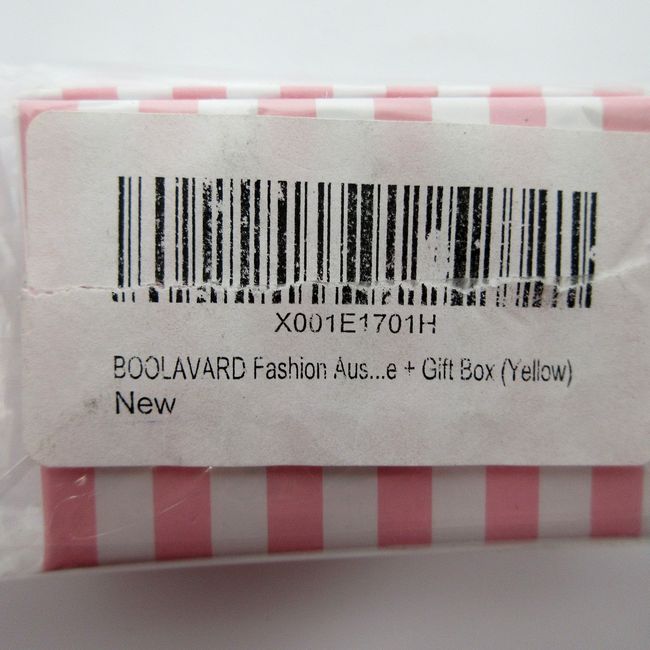 X001E1701H
BOOLAVARD Fashion Aus...e + Gift Box (Yellow)
New